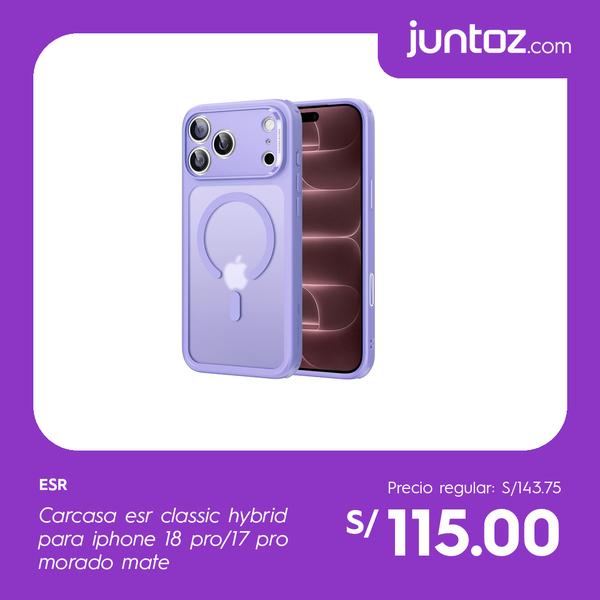 juntoz.com
ESR
Precio regular: S/143.75
Carcasa esr classic hybrid
para iphone 18 pro/17 pro
morado mate
S/ 115.00